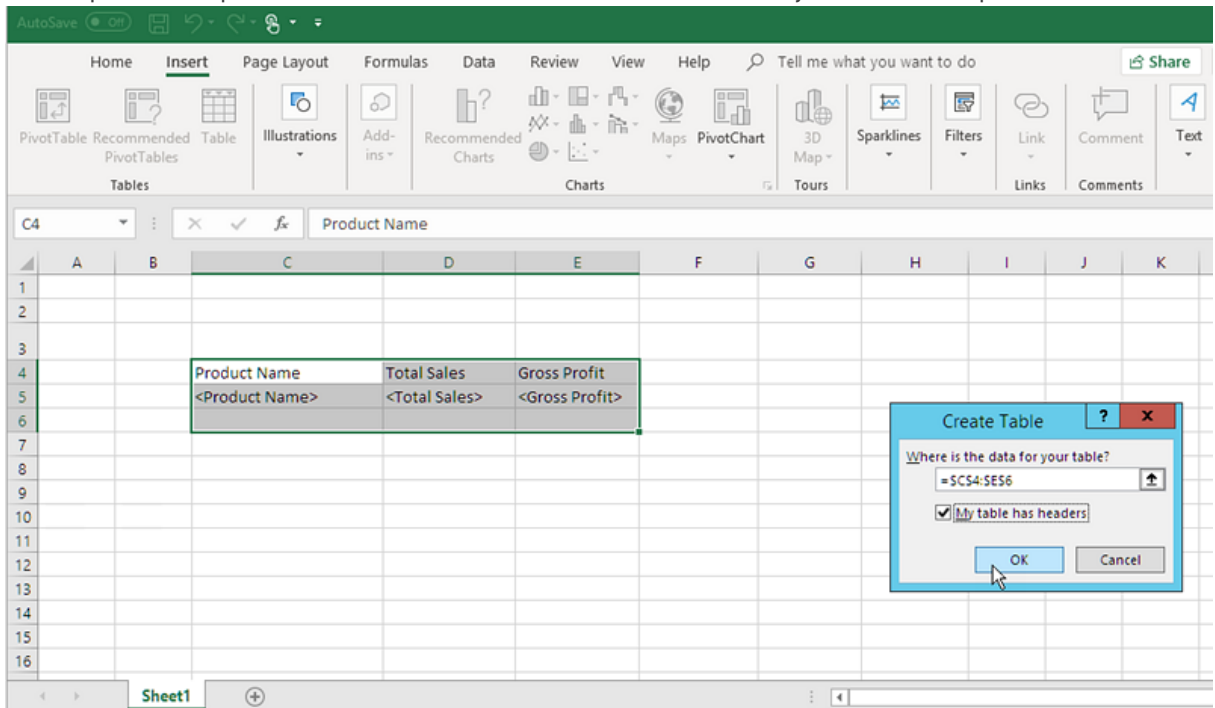 AutoSave Off
Home Insert Page Layout Formulas Data Review View Help Tell me what you want to do Share
PivotTable Recommended PivotTables Table Illustrations Add-ins Recommended Charts Maps PivotChart 3D Map Sparklines Filters Link Comment Text
Tables Charts Tours Links Comments
C4 fx Product Name
A B C D E F G H I J K
1
2
3
4 Product Name Total Sales Gross Profit
5 <Product Name> <Total Sales> <Gross Profit>
6
7
8
9
10
11
12
13
14
15
16
Create Table ? x
Where is the data for your table?
=$C$4:$E$6
My table has headers
OK Cancel
Sheet1